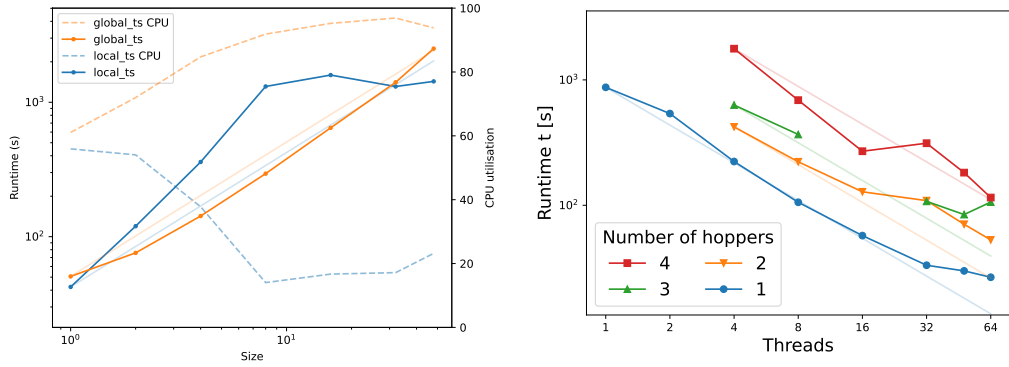 global_ts CPU
global_ts
local_ts CPU
local_ts
10³
10²
Runtime (s)
10⁰
10¹
Size
100
80
60
40
20
0
CPU utilisation
10³
10²
Runtime t [s]
Number of hoppers
4 2
3 1
1 2 4 8 16 32 64
Threads